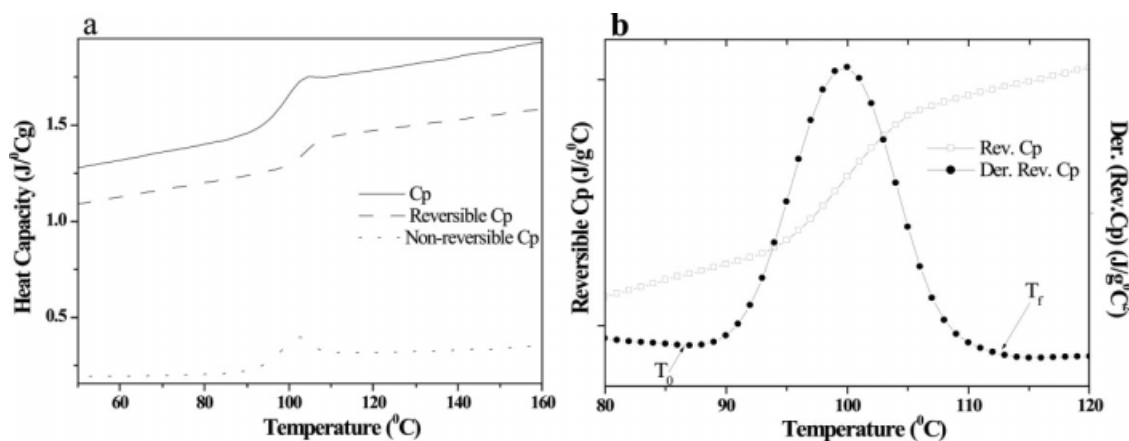 a
Heat Capacity (J/⁰Cg)
1.5
1.0
0.5
Cp
Reversible Cp
Non-reversible Cp
60 80 100 120 140 160
Temperature (⁰C)
b
Reversible Cp (J/g⁰C)
Rev. Cp
Der. Rev. Cp
T₀
T_f
80 90 100 110 120
Temperature (⁰C)
Der. (Rev.Cp) (J/g⁰C²)